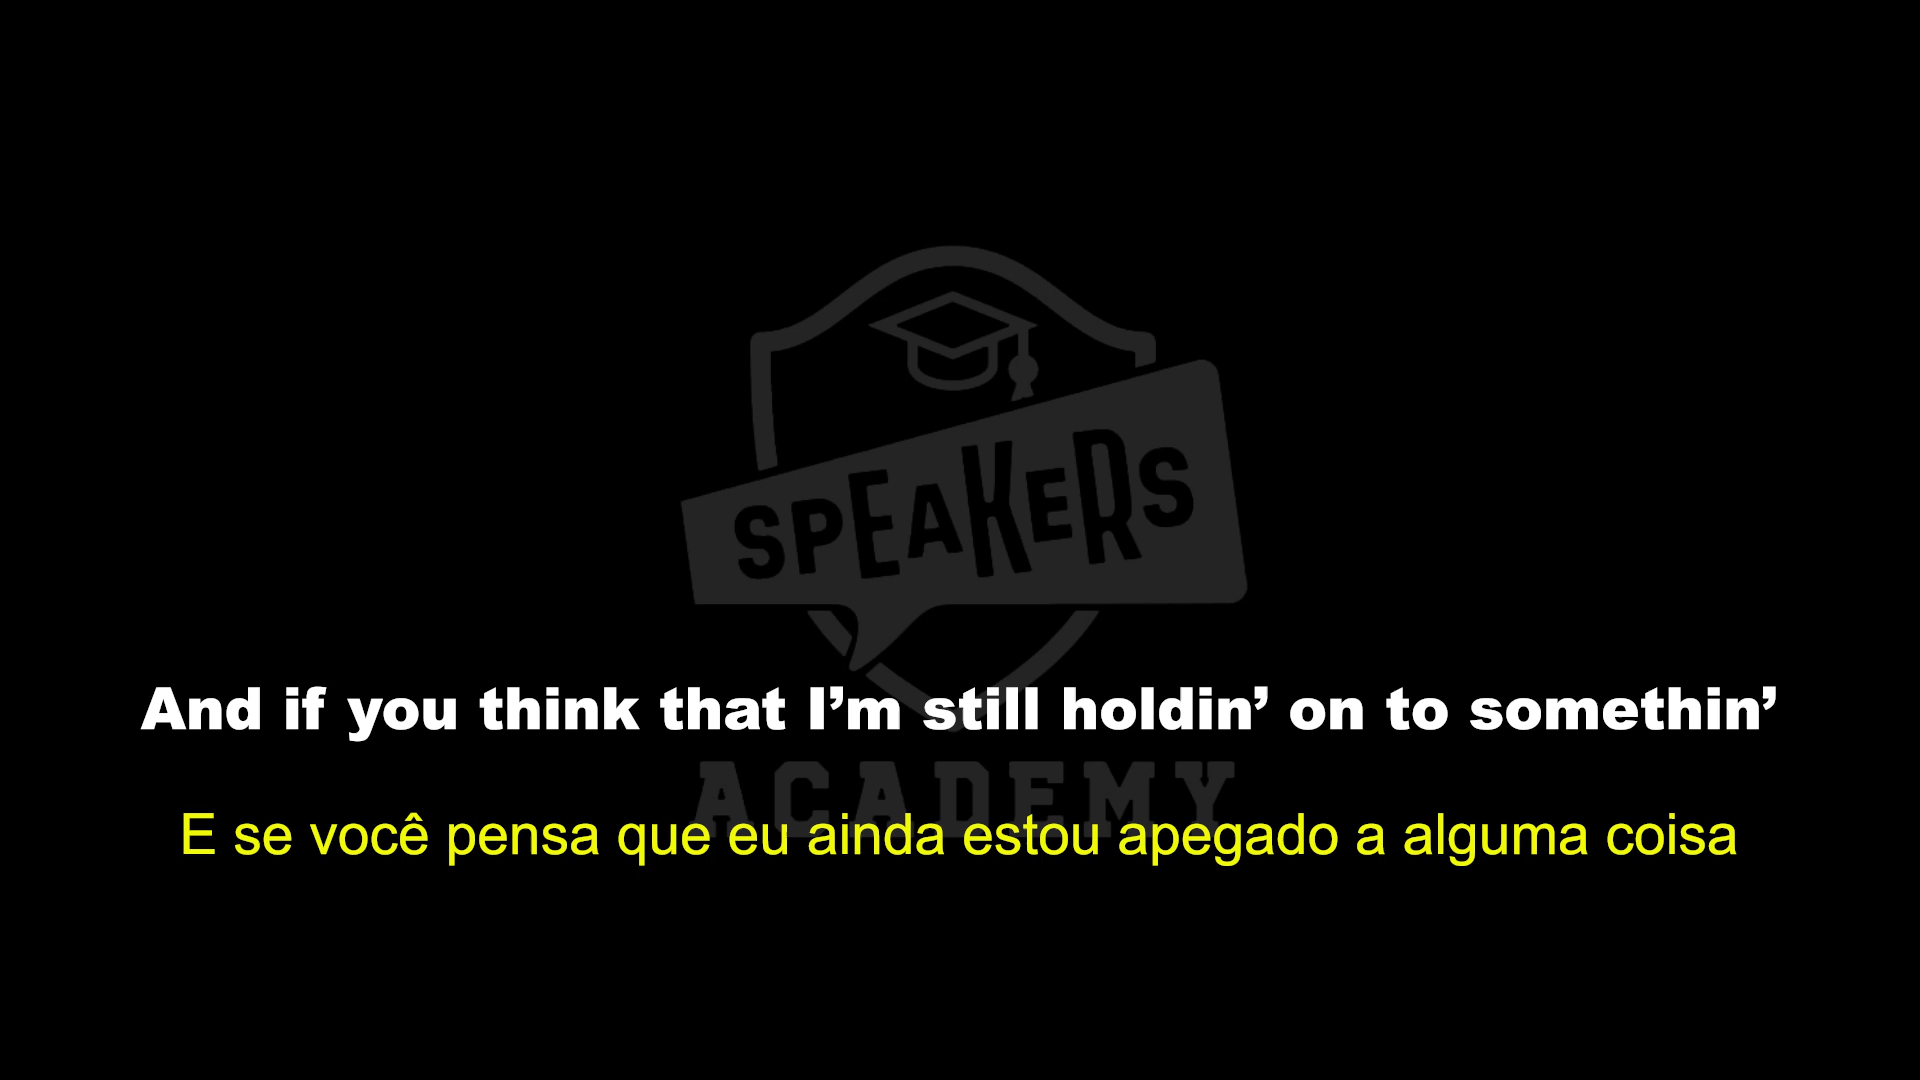 SPEAKERS
And if you think that I’m still holdin’ on to somethin’
ACADEMY
E se você pensa que eu ainda estou apegado a alguma coisa